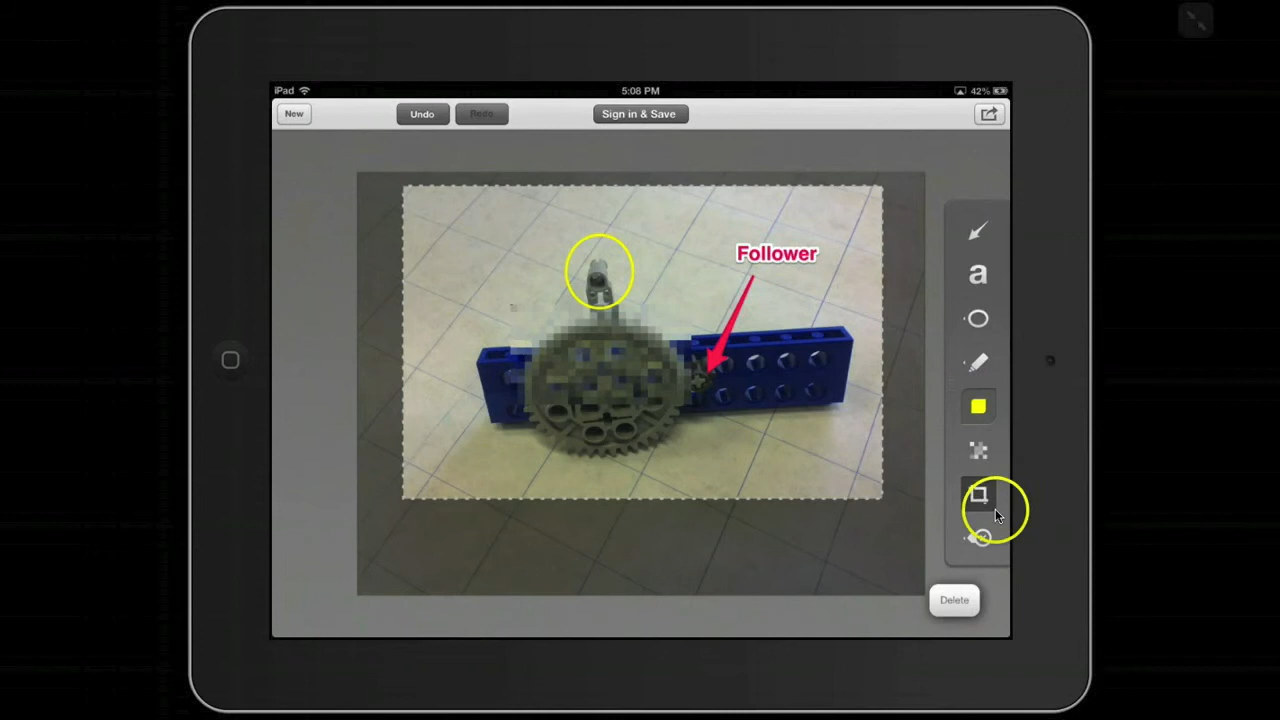 iPad
5:08 PM
42%
New
Undo
Redo
Sign in & Save
Follower
a
Delete